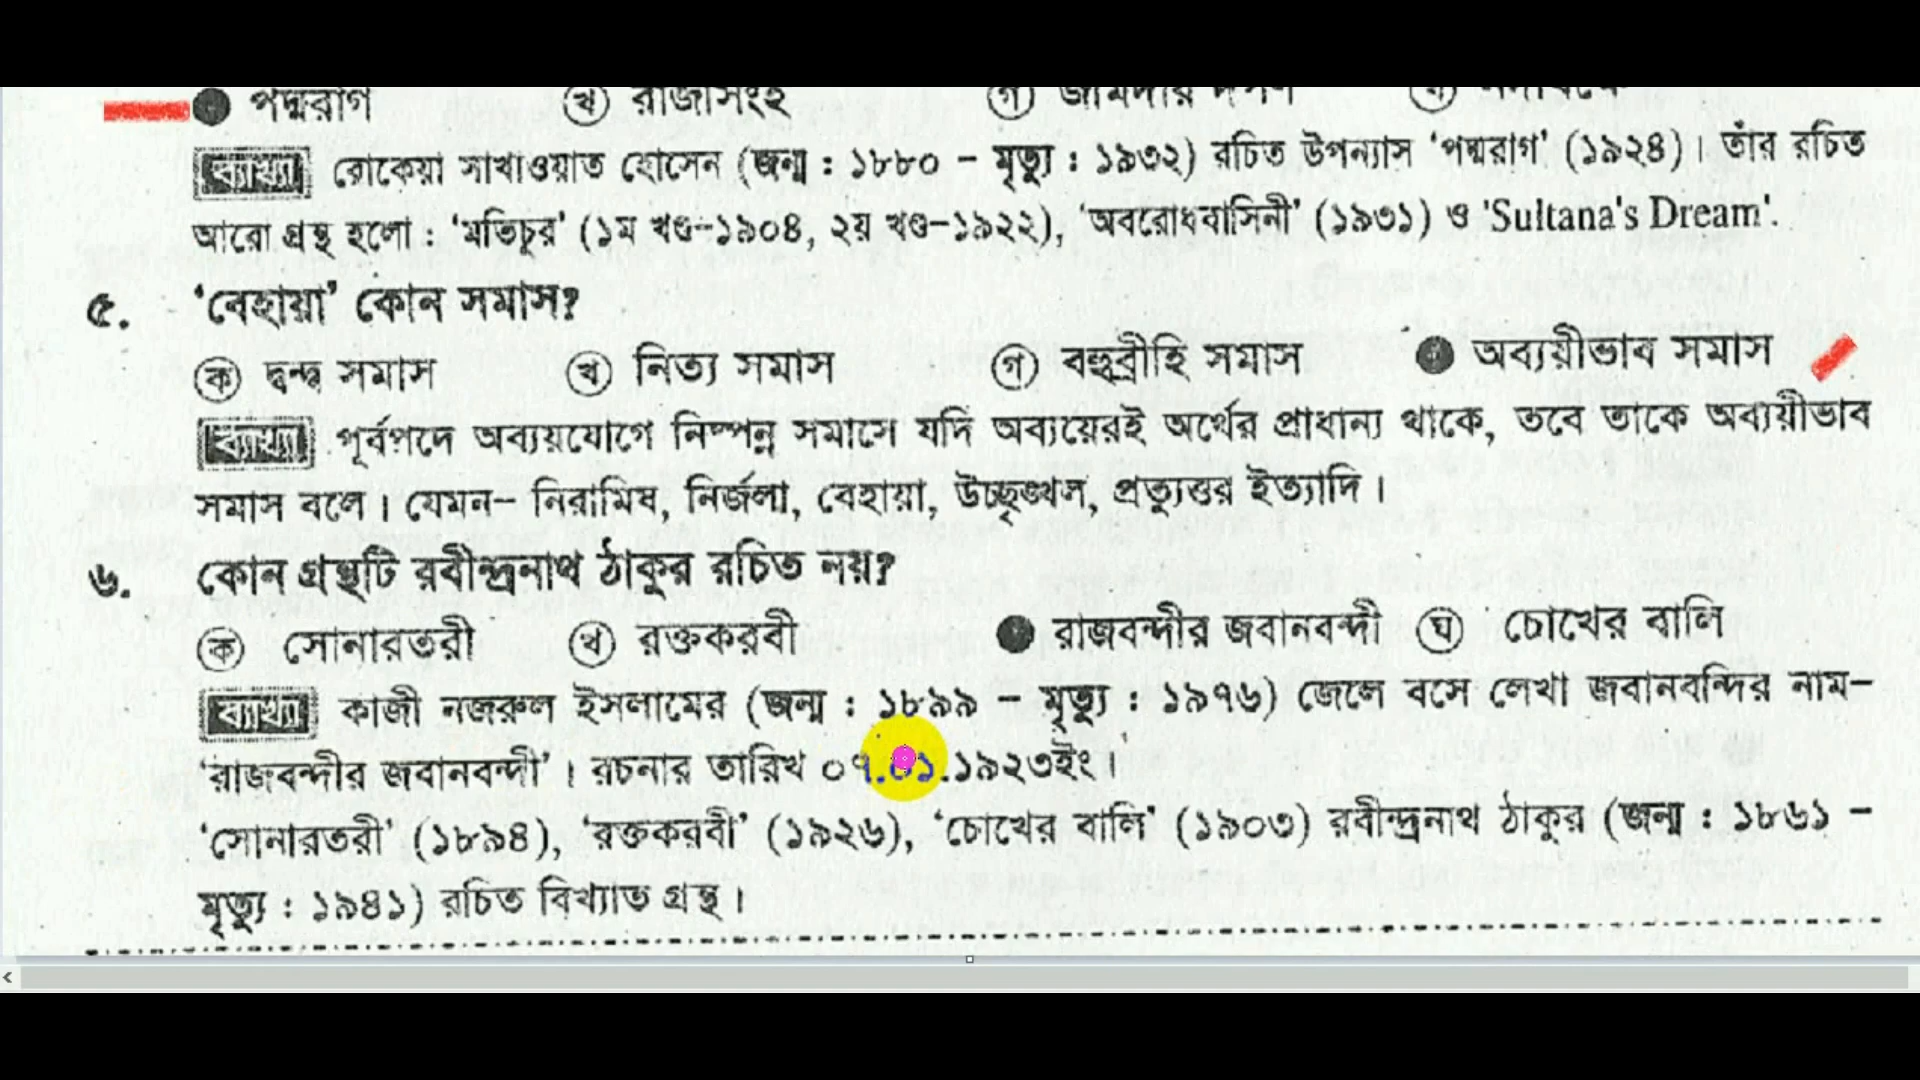 পদ্মরাগ খ রাজসিংহ গ জমিদার দর্পণ
ব্যাখ্যা রোকেয়া সাখাওয়াত হোসেন (জন্ম : ১৮৮০ – মৃত্যু : ১৯৩২) রচিত উপন্যাস ‘পদ্মরাগ’ (১৯২৪)। তাঁর রচিত
আরো গ্রন্থ হলো : ‘মতিচুর’ (১ম খণ্ড–১৯০৪, ২য় খণ্ড–১৯২২), ‘অবরোধবাসিনী’ (১৯৩১) ও 'Sultana's Dream'.
৫. ‘বেহায়া’ কোন সমাস?
ক দ্বন্দ্ব সমাস খ নিত্য সমাস গ বহুব্রীহি সমাস অব্যয়ীভাব সমাস
ব্যাখ্যা পূর্বপদে অব্যয়যোগে নিষ্পন্ন সমাসে যদি অব্যয়েরই অর্থের প্রাধান্য থাকে, তবে তাকে অব্যয়ীভাব
সমাস বলে। যেমন– নিরামিষ, নির্জলা, বেহায়া, উচ্ছৃঙ্খল, প্রত্যুত্তর ইত্যাদি।
৬. কোন গ্রন্থটি রবীন্দ্রনাথ ঠাকুর রচিত নয়?
ক সোনারতরী খ রক্তকরবী রাজবন্দীর জবানবন্দী ঘ চোখের বালি
ব্যাখ্যা কাজী নজরুল ইসলামের (জন্ম : ১৮৯৯ – মৃত্যু : ১৯৭৬) জেলে বসে লেখা জবানবন্দির নাম–
‘রাজবন্দীর জবানবন্দী’। রচনার তারিখ ০৭.০১.১৯২৩ইং।
‘সোনারতরী’ (১৮৯৪), ‘রক্তকরবী’ (১৯২৬), ‘চোখের বালি’ (১৯০৩) রবীন্দ্রনাথ ঠাকুর (জন্ম : ১৮৬১ –
মৃত্যু : ১৯৪১) রচিত বিখ্যাত গ্রন্থ।